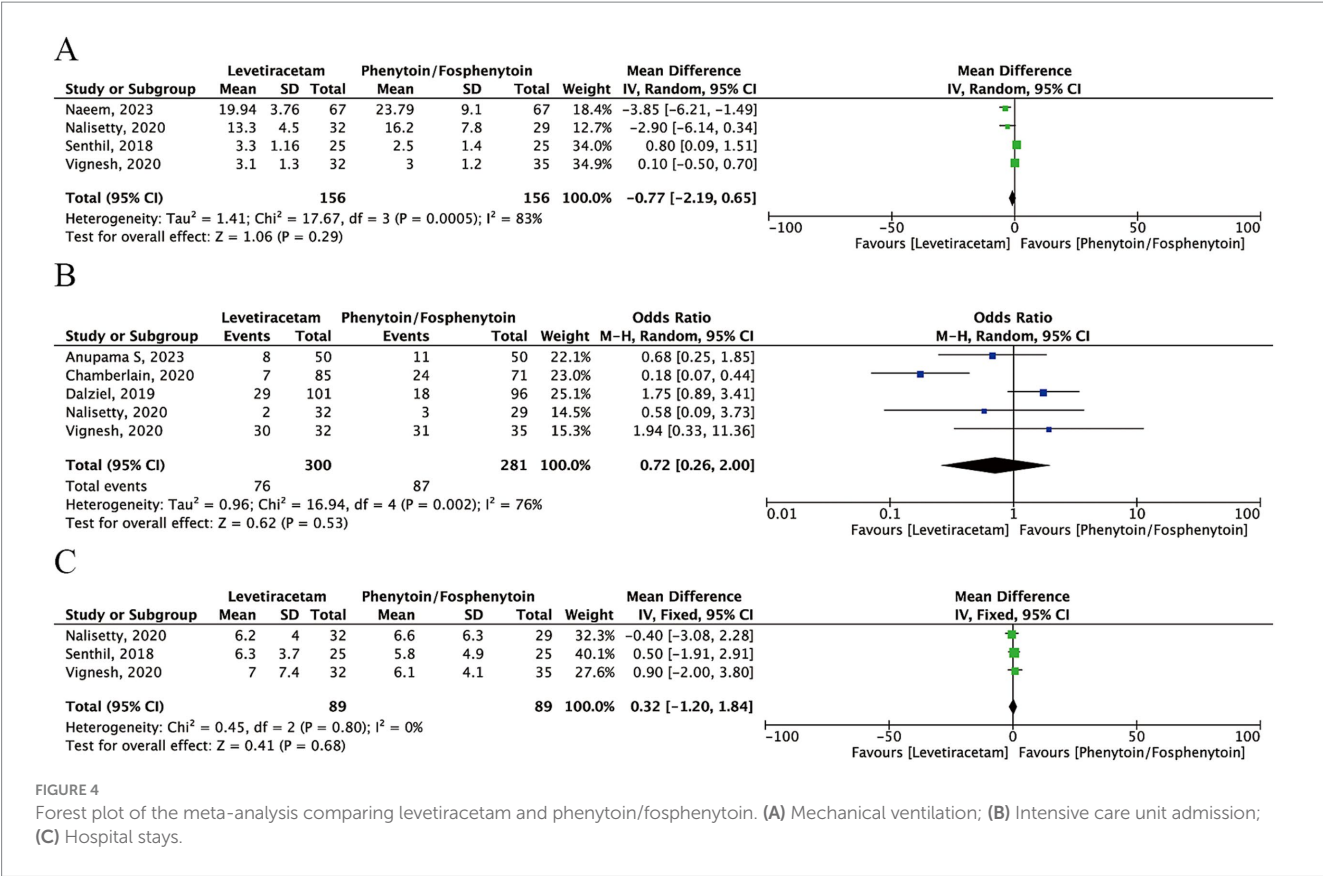 A
Levetiracetam Phenytoin/Fosphenytoin Mean Difference Mean Difference
Study or Subgroup Mean SD Total Mean SD Total Weight IV, Random, 95% CI IV, Random, 95% CI
Naeem, 2023 19.94 3.76 67 23.79 9.1 67 18.4% -3.85 [-6.21, -1.49]
Nalisetty, 2020 13.3 4.5 32 16.2 7.8 29 12.7% -2.90 [-6.14, 0.34]
Senthil, 2018 3.3 1.16 25 2.5 1.4 25 34.0% 0.80 [0.09, 1.51]
Vignesh, 2020 3.1 1.3 32 3 1.2 35 34.9% 0.10 [-0.50, 0.70]
Total (95% CI) 156 156 100.0% -0.77 [-2.19, 0.65]
Heterogeneity: Tau² = 1.41; Chi² = 17.67, df = 3 (P = 0.0005); I² = 83%
Test for overall effect: Z = 1.06 (P = 0.29)
-100 -50 0 50 100
Favours [Levetiracetam] Favours [Phenytoin/Fosphenytoin]
B
Levetiracetam Phenytoin/Fosphenytoin Odds Ratio Odds Ratio
Study or Subgroup Events Total Events Total Weight M-H, Random, 95% CI M-H, Random, 95% CI
Anupama S, 2023 8 50 11 50 22.1% 0.68 [0.25, 1.85]
Chamberlain, 2020 7 85 24 71 23.0% 0.18 [0.07, 0.44]
Dalziel, 2019 29 101 18 96 25.1% 1.75 [0.89, 3.41]
Nalisetty, 2020 2 32 3 29 14.5% 0.58 [0.09, 3.73]
Vignesh, 2020 30 32 31 35 15.3% 1.94 [0.33, 11.36]
Total (95% CI) 300 281 100.0% 0.72 [0.26, 2.00]
Total events 76 87
Heterogeneity: Tau² = 0.96; Chi² = 16.94, df = 4 (P = 0.002); I² = 76%
Test for overall effect: Z = 0.62 (P = 0.53)
0.01 0.1 1 10 100
Favours [Levetiracetam] Favours [Phenytoin/Fosphenytoin]
C
Levetiracetam Phenytoin/Fosphenytoin Mean Difference Mean Difference
Study or Subgroup Mean SD Total Mean SD Total Weight IV, Fixed, 95% CI IV, Fixed, 95% CI
Nalisetty, 2020 6.2 4 32 6.6 6.3 29 32.3% -0.40 [-3.08, 2.28]
Senthil, 2018 6.3 3.7 25 5.8 4.9 25 40.1% 0.50 [-1.91, 2.91]
Vignesh, 2020 7 7.4 32 6.1 4.1 35 27.6% 0.90 [-2.00, 3.80]
Total (95% CI) 89 89 100.0% 0.32 [-1.20, 1.84]
Heterogeneity: Chi² = 0.45, df = 2 (P = 0.80); I² = 0%
Test for overall effect: Z = 0.41 (P = 0.68)
-100 -50 0 50 100
Favours [Levetiracetam] Favours [Phenytoin/Fosphenytoin]
FIGURE 4
Forest plot of the meta-analysis comparing levetiracetam and phenytoin/fosphenytoin. (A) Mechanical ventilation; (B) Intensive care unit admission;
(C) Hospital stays.